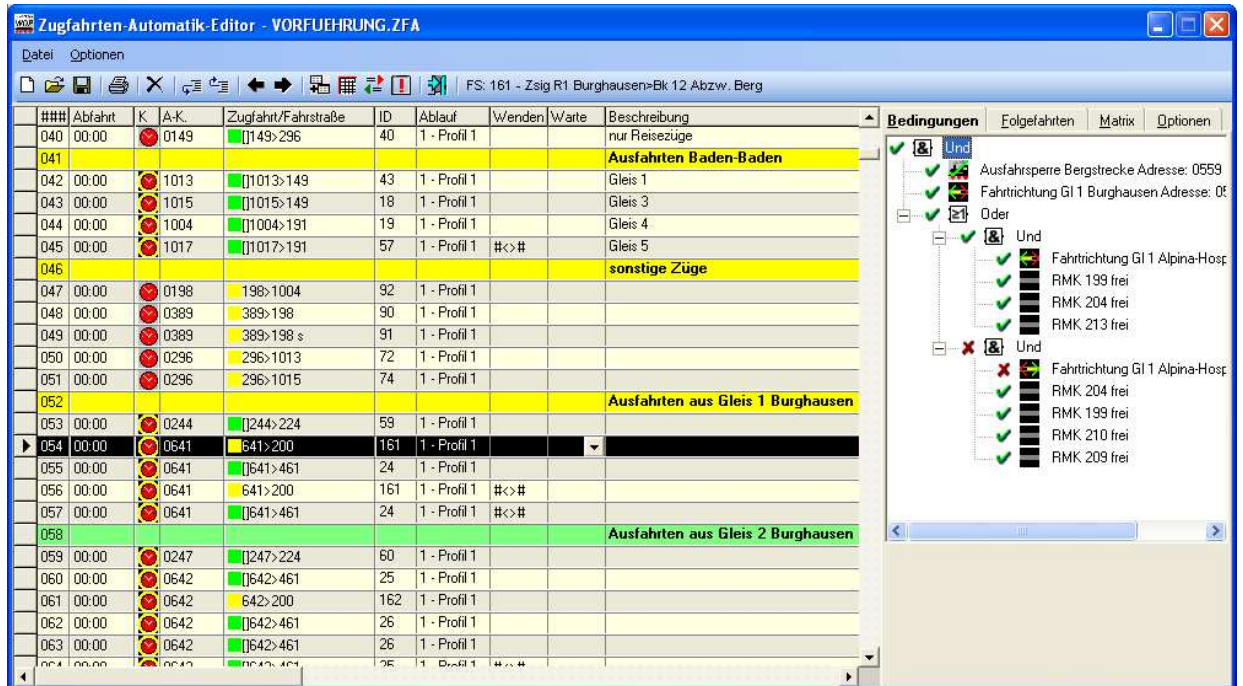 Zugfahrten-Automatik-Editor - VORFUEHRUNG.ZFA
Datei Optionen
FS: 161 - Zsig R1 Burghausen>Bk 12 Abzw. Berg
### Abfahrt K A-K. Zugfahrt/Fahrstraße ID Ablauf Wenden Warte Beschreibung
040 00:00 0149 []149>296 40 1 - Profil 1 nur Reisezüge
041 Ausfahrten Baden-Baden
042 00:00 1013 []1013>149 43 1 - Profil 1 Gleis 1
043 00:00 1015 []1015>149 18 1 - Profil 1 Gleis 3
044 00:00 1004 []1004>191 19 1 - Profil 1 Gleis 4
045 00:00 1017 []1017>191 57 1 - Profil 1 #<># Gleis 5
046 sonstige Züge
047 00:00 0198 198>1004 92 1 - Profil 1
048 00:00 0389 389>198 90 1 - Profil 1
049 00:00 0389 389>198 s 91 1 - Profil 1
050 00:00 0296 296>1013 72 1 - Profil 1
051 00:00 0296 296>1015 74 1 - Profil 1
052 Ausfahrten aus Gleis 1 Burghausen
053 00:00 0244 []244>224 59 1 - Profil 1
054 00:00 0641 641>200 161 1 - Profil 1
055 00:00 0641 []641>461 24 1 - Profil 1
056 00:00 0641 641>200 161 1 - Profil 1 #<>#
057 00:00 0641 []641>461 24 1 - Profil 1 #<>#
058 Ausfahrten aus Gleis 2 Burghausen
059 00:00 0247 []247>224 60 1 - Profil 1
060 00:00 0642 []642>461 25 1 - Profil 1
061 00:00 0642 642>200 162 1 - Profil 1
062 00:00 0642 []642>461 26 1 - Profil 1
063 00:00 0642 []642>461 26 1 - Profil 1
Bedingungen Folgefahrten Matrix Optionen
& Und
Ausfahrsperre Bergstrecke Adresse: 0559
Fahrtrichtung Gl 1 Burghausen Adresse:
≥1 Oder
& Und
Fahrtrichtung Gl 1 Alpina-Hosp
RMK 199 frei
RMK 204 frei
RMK 213 frei
& Und
Fahrtrichtung Gl 1 Alpina-Hosp
RMK 204 frei
RMK 199 frei
RMK 210 frei
RMK 209 frei